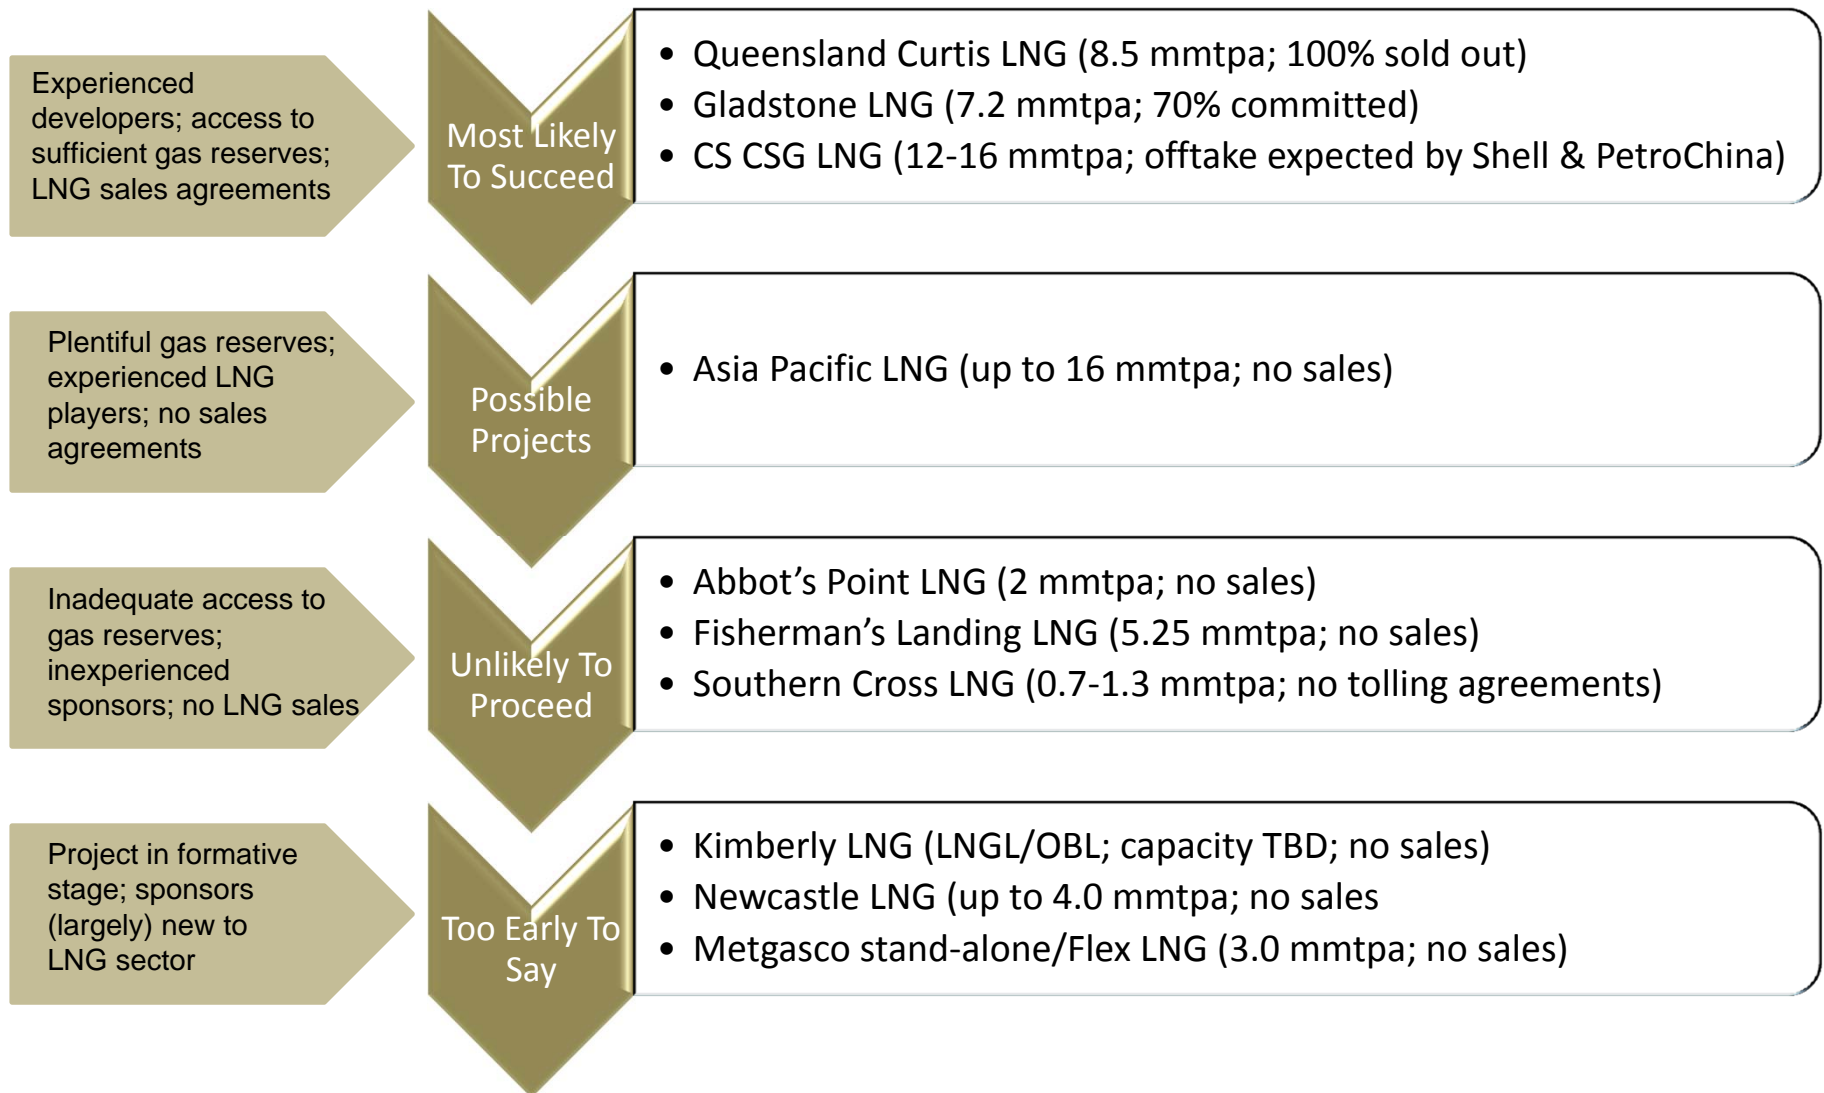 Experienced
developers; access to
sufficient gas reserves;
LNG sales agreements
Most Likely
To Succeed
• Queensland Curtis LNG (8.5 mmtpa; 100% sold out)
• Gladstone LNG (7.2 mmtpa; 70% committed)
• CS CSG LNG (12-16 mmtpa; offtake expected by Shell & PetroChina)
Plentiful gas reserves;
experienced LNG
players; no sales
agreements
Possible
Projects
• Asia Pacific LNG (up to 16 mmtpa; no sales)
Inadequate access to
gas reserves;
inexperienced
sponsors; no LNG sales
Unlikely To
Proceed
• Abbot’s Point LNG (2 mmtpa; no sales)
• Fisherman’s Landing LNG (5.25 mmtpa; no sales)
• Southern Cross LNG (0.7-1.3 mmtpa; no tolling agreements)
Project in formative
stage; sponsors
(largely) new to
LNG sector
Too Early To
Say
• Kimberly LNG (LNGL/OBL; capacity TBD; no sales)
• Newcastle LNG (up to 4.0 mmtpa; no sales
• Metgasco stand-alone/Flex LNG (3.0 mmtpa; no sales)